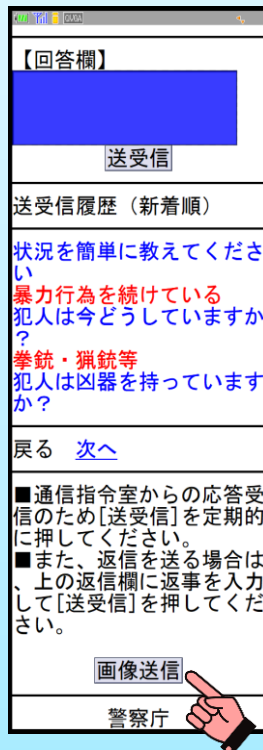 QVGA
【回答欄】
送受信
送受信履歴（新着順）
状況を簡単に教えてくださ
い
暴力行為を続けている
犯人は今どうしていますか
？
拳銃・猟銃等
犯人は凶器を持っています
か？
戻る　次へ
■通信指令室からの応答受
信のため[送受信]を定期的
に押してください。
■また、返信を送る場合は
、上の返信欄に返事を入力
して[送受信]を押してくだ
さい。
画像送信
警察庁